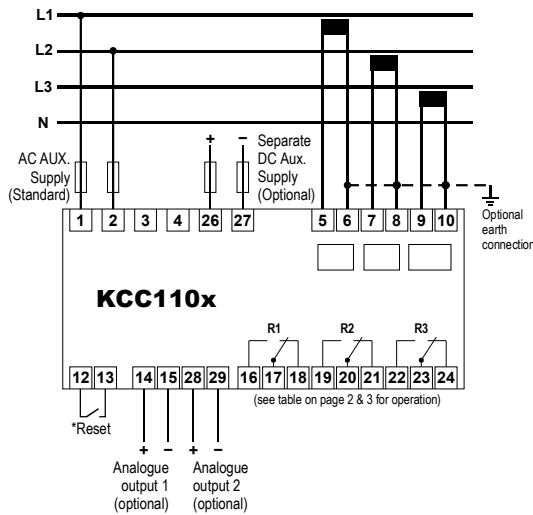 L1
L2
L3
N
+ − Separate
DC Aux.
Supply
(Optional)
AC AUX.
Supply
(Standard)
1 2 3 4 26 27 5 6 7 8 9 10
Optional
earth
connection
KCC110x
R1 R2 R3
12 13 14 15 28 29 16 17 18 19 20 21 22 23 24
(see table on page 2 & 3 for operation)
*Reset
+ − + −
Analogue
output 1
(optional)
Analogue
output 2
(optional)